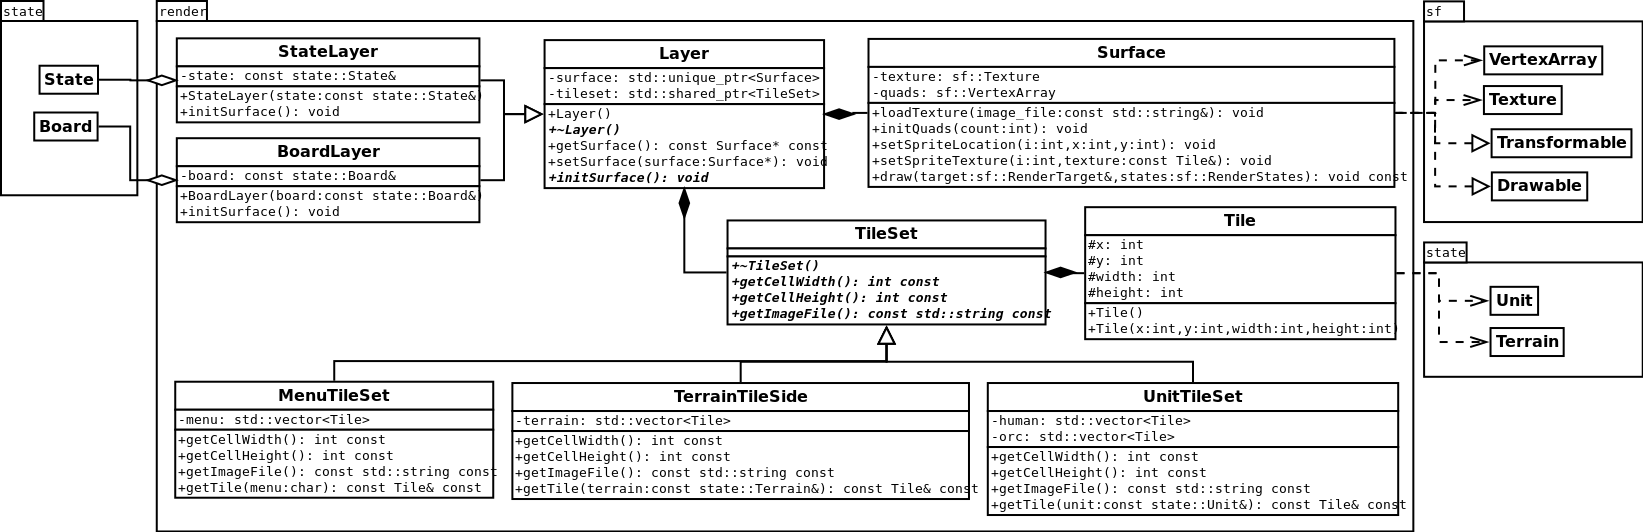 state
State
Board
render
StateLayer
-state: const state::State&
+StateLayer(state:const state::State&)
+initSurface(): void
BoardLayer
-board: const state::Board&
+BoardLayer(board:const state::Board&)
+initSurface(): void
Layer
-surface: std::unique_ptr<Surface>
-tileset: std::shared_ptr<TileSet>
+Layer()
+~Layer()
+getSurface(): const Surface* const
+setSurface(surface:Surface*): void
+initSurface(): void
Surface
-texture: sf::Texture
-quads: sf::VertexArray
+loadTexture(image_file:const std::string&): void
+initQuads(count:int): void
+setSpriteLocation(i:int,x:int,y:int): void
+setSpriteTexture(i:int,texture:const Tile&): void
+draw(target:sf::RenderTarget&,states:sf::RenderStates): void const
TileSet
+~TileSet()
+getCellWidth(): int const
+getCellHeight(): int const
+getImageFile(): const std::string const
Tile
#x: int
#y: int
#width: int
#height: int
+Tile()
+Tile(x:int,y:int,width:int,height:int)
MenuTileSet
-menu: std::vector<Tile>
+getCellWidth(): int const
+getCellHeight(): int const
+getImageFile(): const std::string const
+getTile(menu:char): const Tile& const
TerrainTileSide
-terrain: std::vector<Tile>
+getCellWidth(): int const
+getCellHeight(): int const
+getImageFile(): const std::string const
+getTile(terrain:const state::Terrain&): const Tile& const
UnitTileSet
-human: std::vector<Tile>
-orc: std::vector<Tile>
+getCellWidth(): int const
+getCellHeight(): int const
+getImageFile(): const std::string const
+getTile(unit:const state::Unit&): const Tile& const
sf
VertexArray
Texture
Transformable
Drawable
state
Unit
Terrain